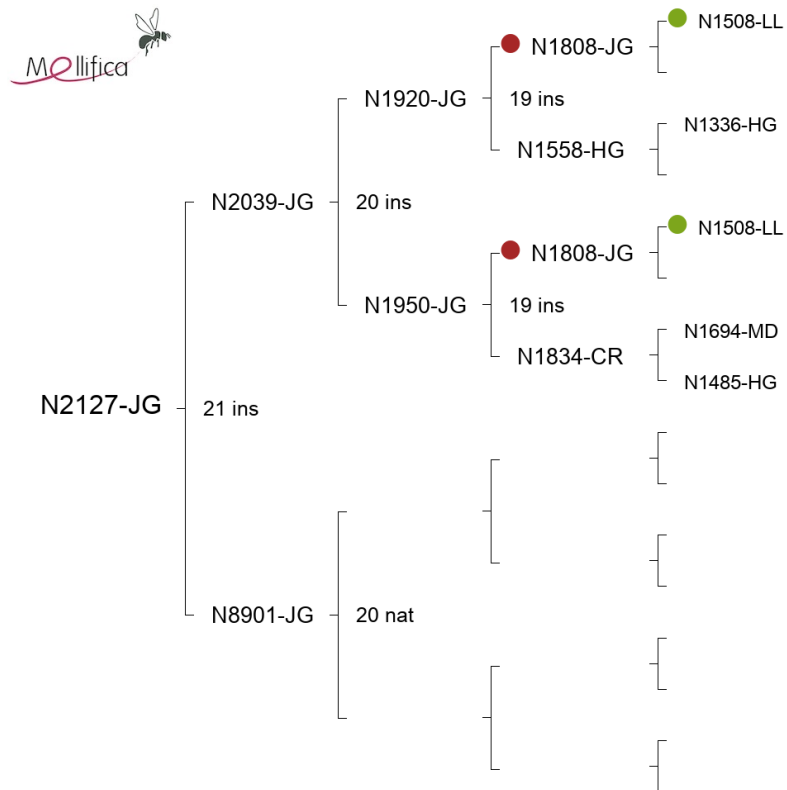 Mellifica
N1508-LL
N1808-JG
N1920-JG
19 ins
N1336-HG
N1558-HG
N2039-JG
20 ins
N1508-LL
N1808-JG
N1950-JG
19 ins
N1694-MD
N1834-CR
N1485-HG
N2127-JG
21 ins
N8901-JG
20 nat